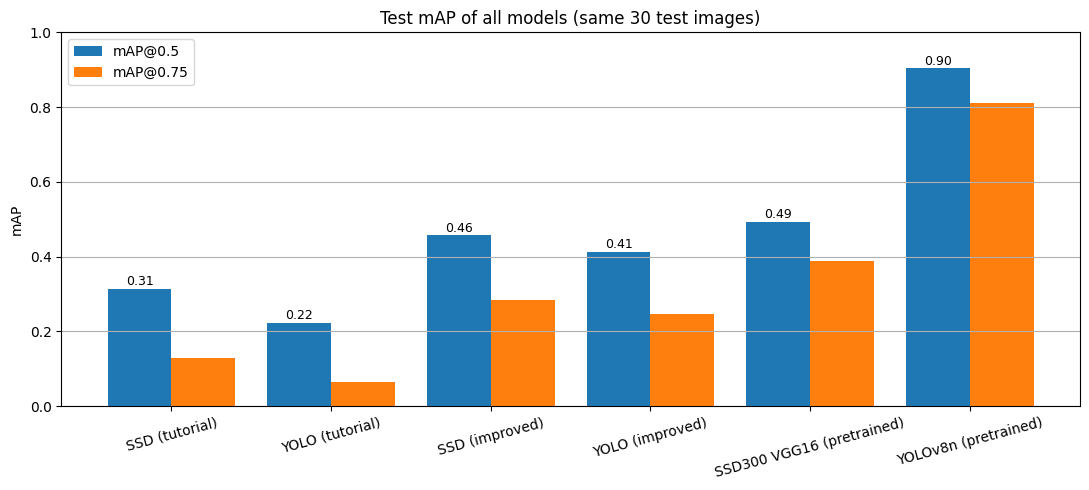 Test mAP of all models (same 30 test images)
mAP@0.5
mAP@0.75
mAP
1.0
0.8
0.6
0.4
0.2
0.0
0.31
0.22
0.46
0.41
0.49
0.90
SSD (tutorial)
YOLO (tutorial)
SSD (improved)
YOLO (improved)
SSD300 VGG16 (pretrained)
YOLOv8n (pretrained)